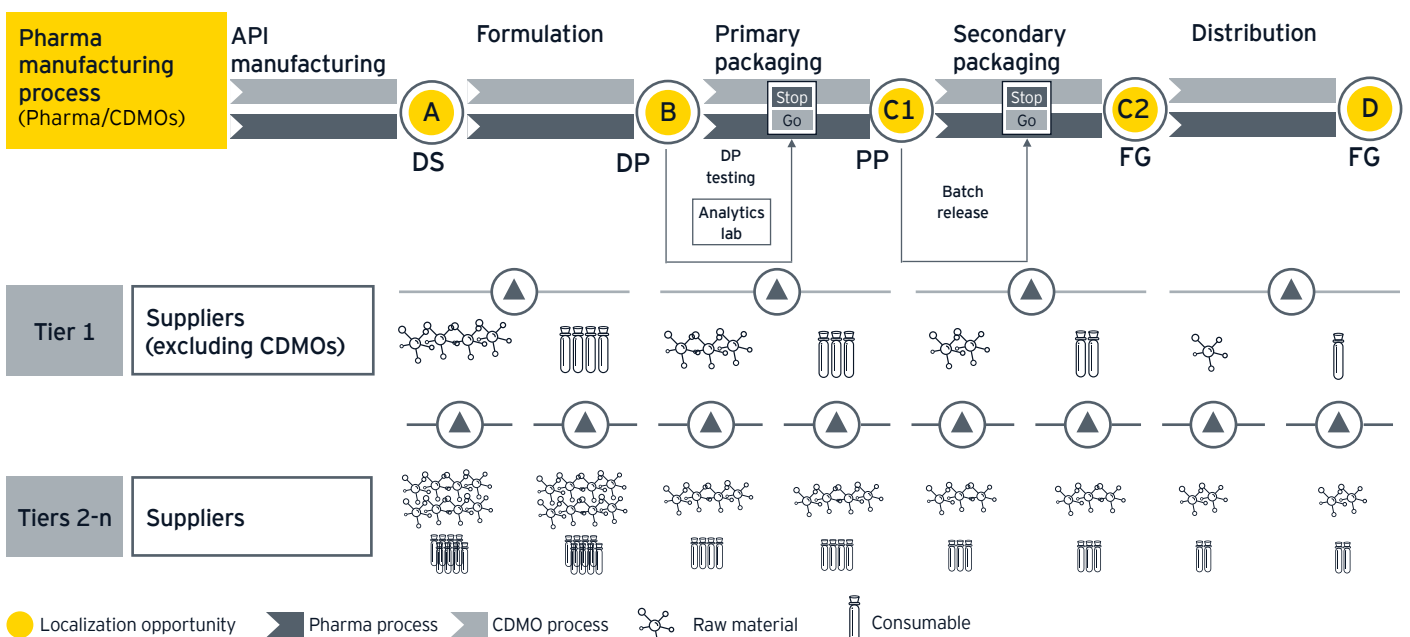 Pharma
manufacturing
process
(Pharma/CDMOs)
API
manufacturing
Formulation
Primary
packaging
Secondary
packaging
Distribution
Stop
Go
Stop
Go
A
B
C1
C2
D
DS
DP
PP
FG
FG
DP
testing
Analytics
lab
Batch
release
Tier 1
Suppliers
(excluding CDMOs)
Tiers 2-n
Suppliers
Localization opportunity
Pharma process
CDMO process
Raw material
Consumable